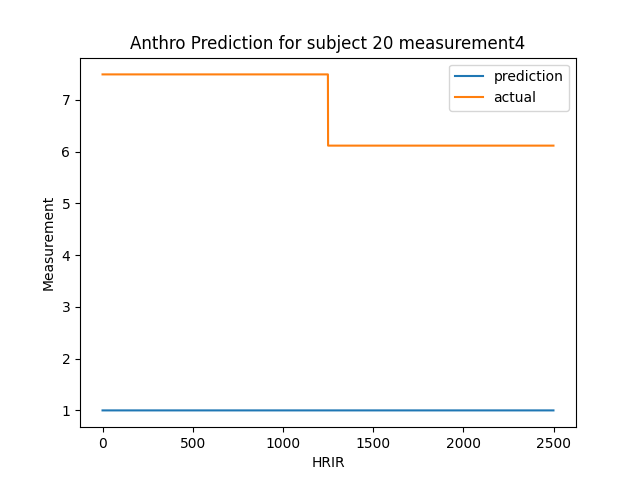 Anthro Prediction for subject 20 measurement4
prediction
actual
Measurement
7
6
5
4
3
2
1
0
500
1000
1500
2000
2500
HRIR